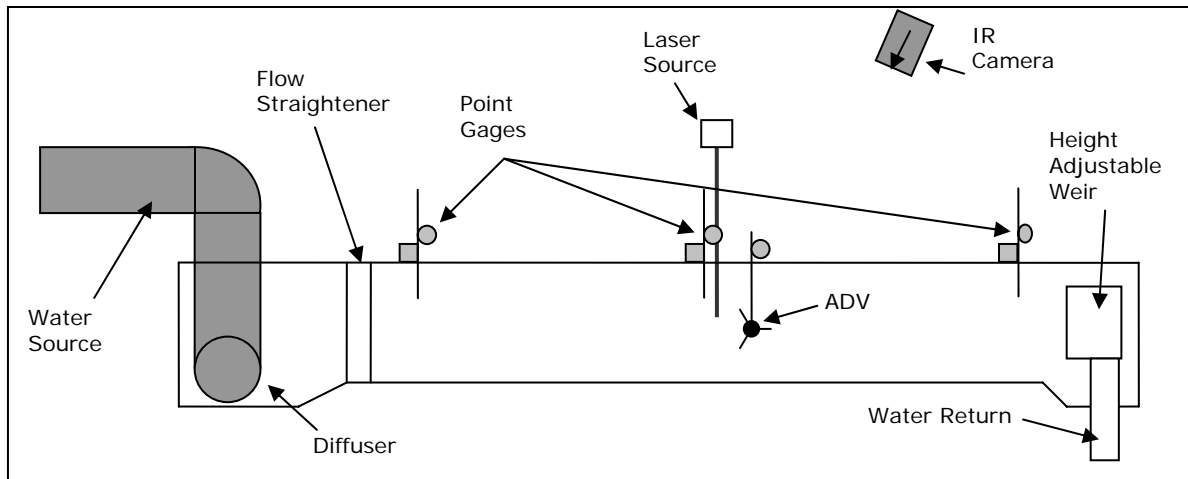 Laser
Source
IR
Camera
Flow
Straightener
Point
Gages
Height
Adjustable
Weir
Water
Source
ADV
Diffuser
Water Return